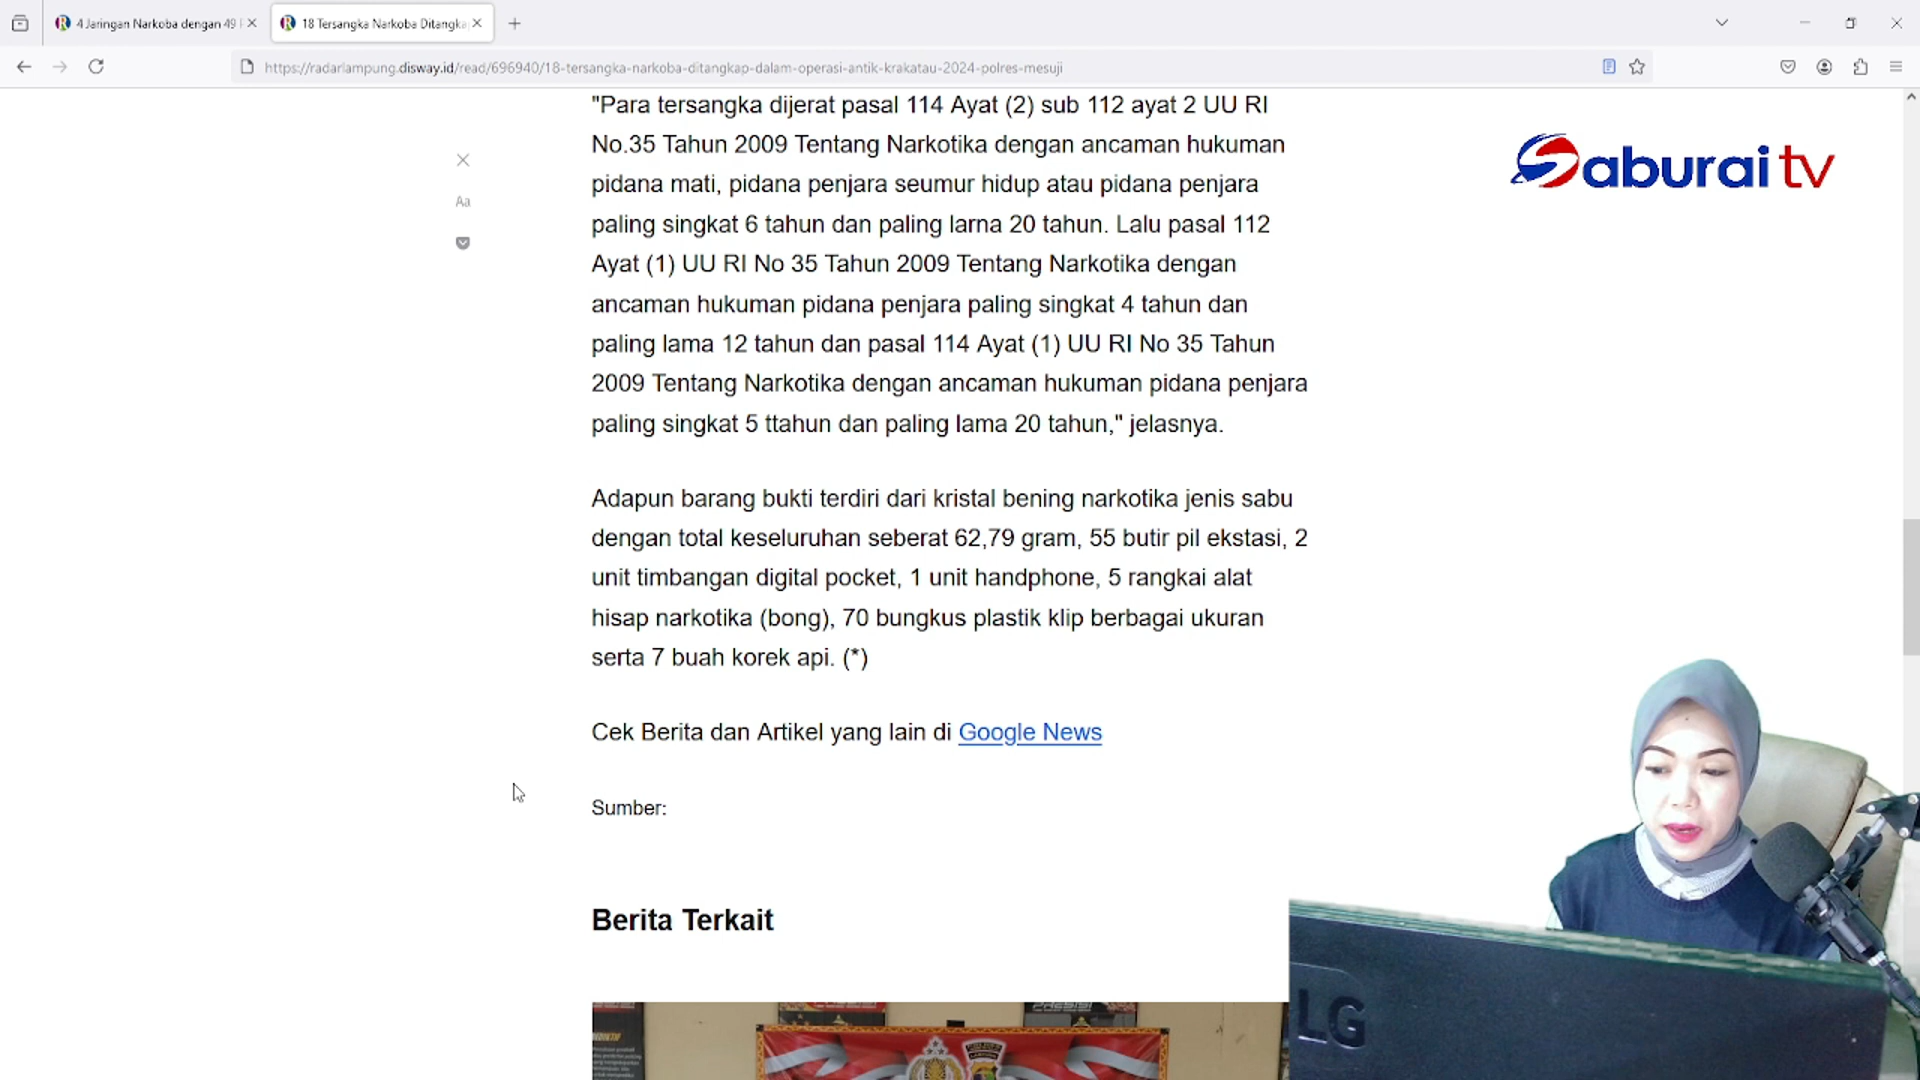 4 Jaringan Narkoba dengan 49
18 Tersangka Narkoba Ditangka
https://radarlampung.disway.id/read/696940/18-tersangka-narkoba-ditangkap-dalam-operasi-antik-krakatau-2024-polres-mesuji
"Para tersangka dijerat pasal 114 Ayat (2) sub 112 ayat 2 UU RI
No.35 Tahun 2009 Tentang Narkotika dengan ancaman hukuman
pidana mati, pidana penjara seumur hidup atau pidana penjara
paling singkat 6 tahun dan paling larna 20 tahun. Lalu pasal 112
Ayat (1) UU RI No 35 Tahun 2009 Tentang Narkotika dengan
ancaman hukuman pidana penjara paling singkat 4 tahun dan
paling lama 12 tahun dan pasal 114 Ayat (1) UU RI No 35 Tahun
2009 Tentang Narkotika dengan ancaman hukuman pidana penjara
paling singkat 5 ttahun dan paling lama 20 tahun," jelasnya.
Aa
Saburai tv
Adapun barang bukti terdiri dari kristal bening narkotika jenis sabu
dengan total keseluruhan seberat 62,79 gram, 55 butir pil ekstasi, 2
unit timbangan digital pocket, 1 unit handphone, 5 rangkai alat
hisap narkotika (bong), 70 bungkus plastik klip berbagai ukuran
serta 7 buah korek api. (*)
Cek Berita dan Artikel yang lain di Google News
Sumber:
Berita Terkait
LG